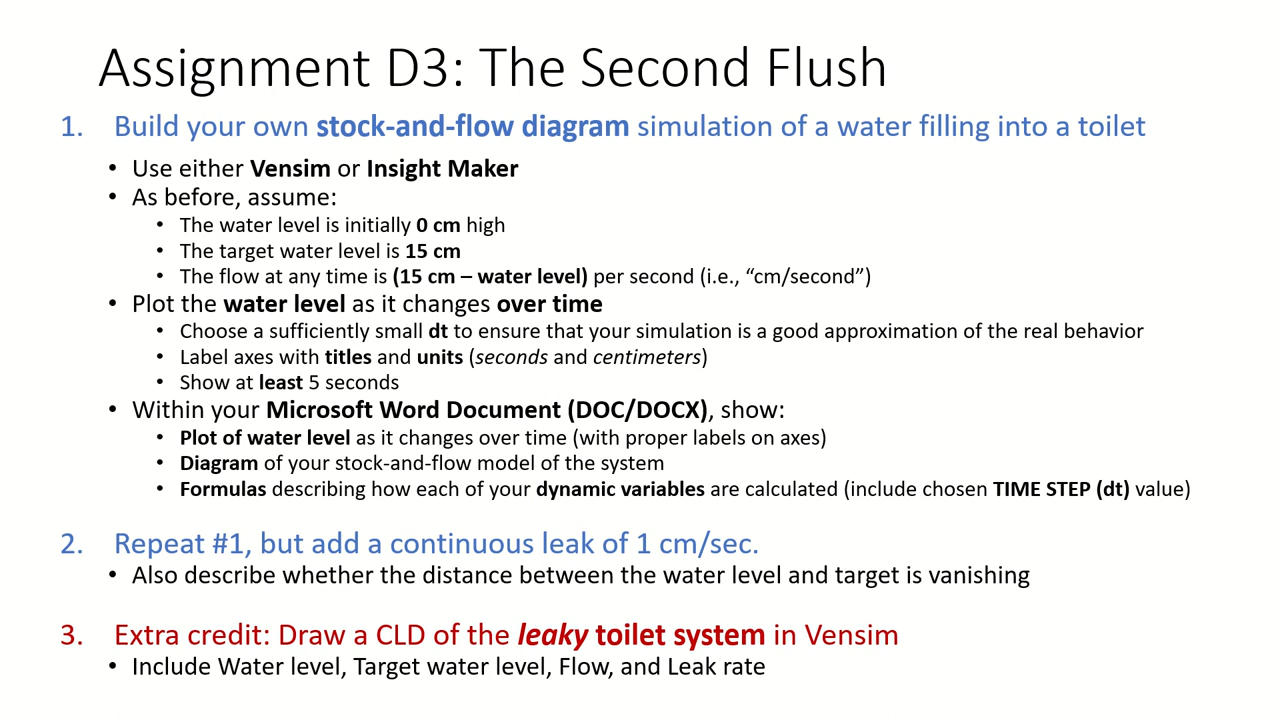 Assignment D3: The Second Flush
1. Build your own stock-and-flow diagram simulation of a water filling into a toilet
• Use either Vensim or Insight Maker
• As before, assume:
• The water level is initially 0 cm high
• The target water level is 15 cm
• The flow at any time is (15 cm – water level) per second (i.e., “cm/second”)
• Plot the water level as it changes over time
• Choose a sufficiently small dt to ensure that your simulation is a good approximation of the real behavior
• Label axes with titles and units (seconds and centimeters)
• Show at least 5 seconds
• Within your Microsoft Word Document (DOC/DOCX), show:
• Plot of water level as it changes over time (with proper labels on axes)
• Diagram of your stock-and-flow model of the system
• Formulas describing how each of your dynamic variables are calculated (include chosen TIME STEP (dt) value)
2. Repeat #1, but add a continuous leak of 1 cm/sec.
• Also describe whether the distance between the water level and target is vanishing
3. Extra credit: Draw a CLD of the leaky toilet system in Vensim
• Include Water level, Target water level, Flow, and Leak rate